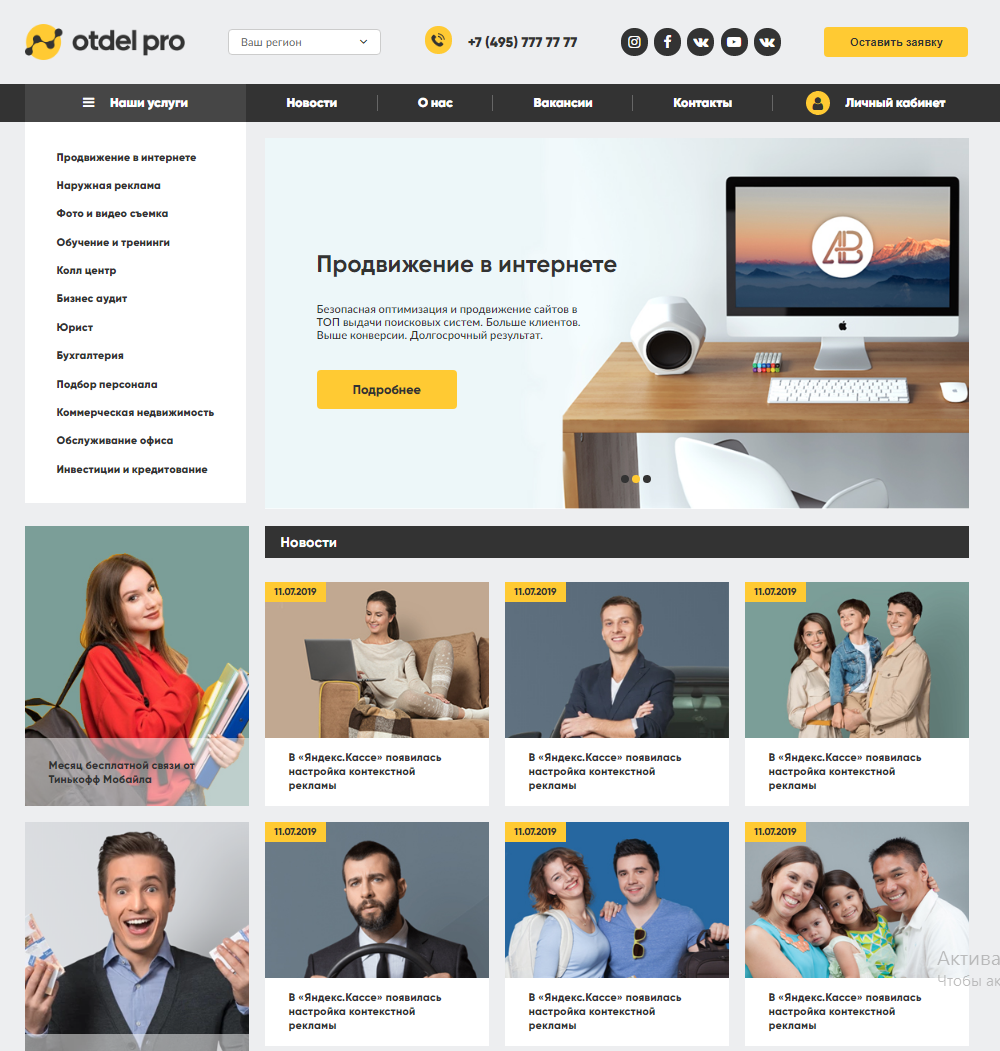 otdel pro
Ваш регион
+7 (495) 777 77 77
Оставить заявку
Наши услуги
Новости
О нас
Вакансии
Контакты
Личный кабинет
Продвижение в интернете
Наружная реклама
Фото и видео съемка
Обучение и тренинги
Колл центр
Бизнес аудит
Юрист
Бухгалтерия
Подбор персонала
Коммерческая недвижимость
Обслуживание офиса
Инвестиции и кредитование
Продвижение в интернете
Безопасная оптимизация и продвижение сайтов в
ТОП выдачи поисковых систем. Больше клиентов.
Выше конверсии. Долгосрочный результат.
Подробнее
AB
Месяц бесплатной связи от
Тинькофф Мобайла
Новости
11.07.2019
В «Яндекс.Кассе» появилась
настройка контекстной
рекламы
11.07.2019
В «Яндекс.Кассе» появилась
настройка контекстной
рекламы
11.07.2019
В «Яндекс.Кассе» появилась
настройка контекстной
рекламы
11.07.2019
В «Яндекс.Кассе» появилась
настройка контекстной
рекламы
11.07.2019
В «Яндекс.Кассе» появилась
настройка контекстной
рекламы
11.07.2019
В «Яндекс.Кассе» появилась
настройка контекстной
рекламы
Актива
Чтобы ак